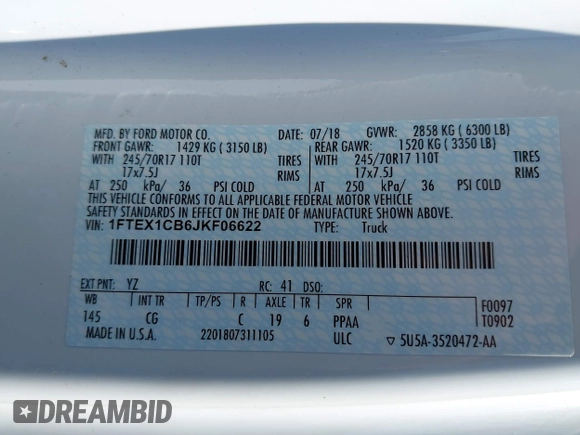 MFD. BY FORD MOTOR CO. DATE: 07/18 GVWR: 2858 KG ( 6300 LB)
FRONT GAWR: 1429 KG ( 3150 LB) REAR GAWR: 1520 KG ( 3350 LB)
WITH 245/70R17 110T TIRES WITH 245/70R17 110T TIRES
17x7.5J RIMS 17x7.5J RIMS
AT 250 kPa/ 36 PSI COLD AT 250 kPa/ 36 PSI COLD
THIS VEHICLE CONFORMS TO ALL APPLICABLE FEDERAL MOTOR VEHICLE
SAFETY STANDARDS IN EFFECT ON THE DATE OF MANUFACTURE SHOWN ABOVE.
VIN: 1FTEX1CB6JKF06622 TYPE: Truck
EXT PNT: YZ RC: 41 DSO:
WB INT TR TP/PS R AXLE TR SPR F0097
145 CG C 19 6 PPAA T0902
MADE IN U.S.A. 2201807311105 ULC ▽ 5U5A-3520472-AA
DREAMBID